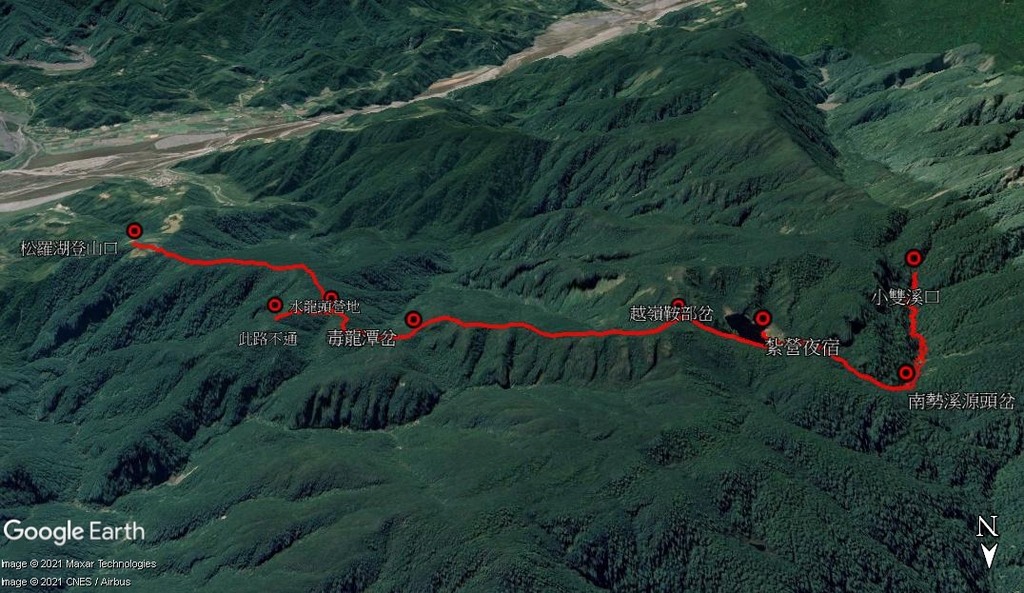 松羅湖登山口
水龍頭營地
此路不通
毒龍潭岔
越嶺鞍部岔
紮營夜宿
小雙溪口
南勢溪源頭岔
Google Earth
N
Image © 2021 Maxar Technologies
Image © 2021 CNES / Airbus